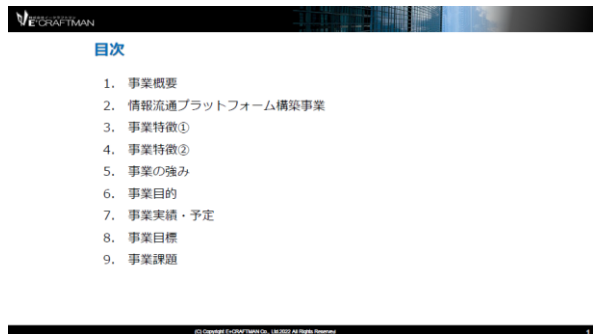 E²CRAFTMAN
目次
1. 事業概要
2. 情報流通プラットフォーム構築事業
3. 事業特徴①
4. 事業特徴②
5. 事業の強み
6. 事業目的
7. 事業実績・予定
8. 事業目標
9. 事業課題
(C) Copyright E²CRAFTMAN Co., Ltd.2022 All Rights Reserved
1